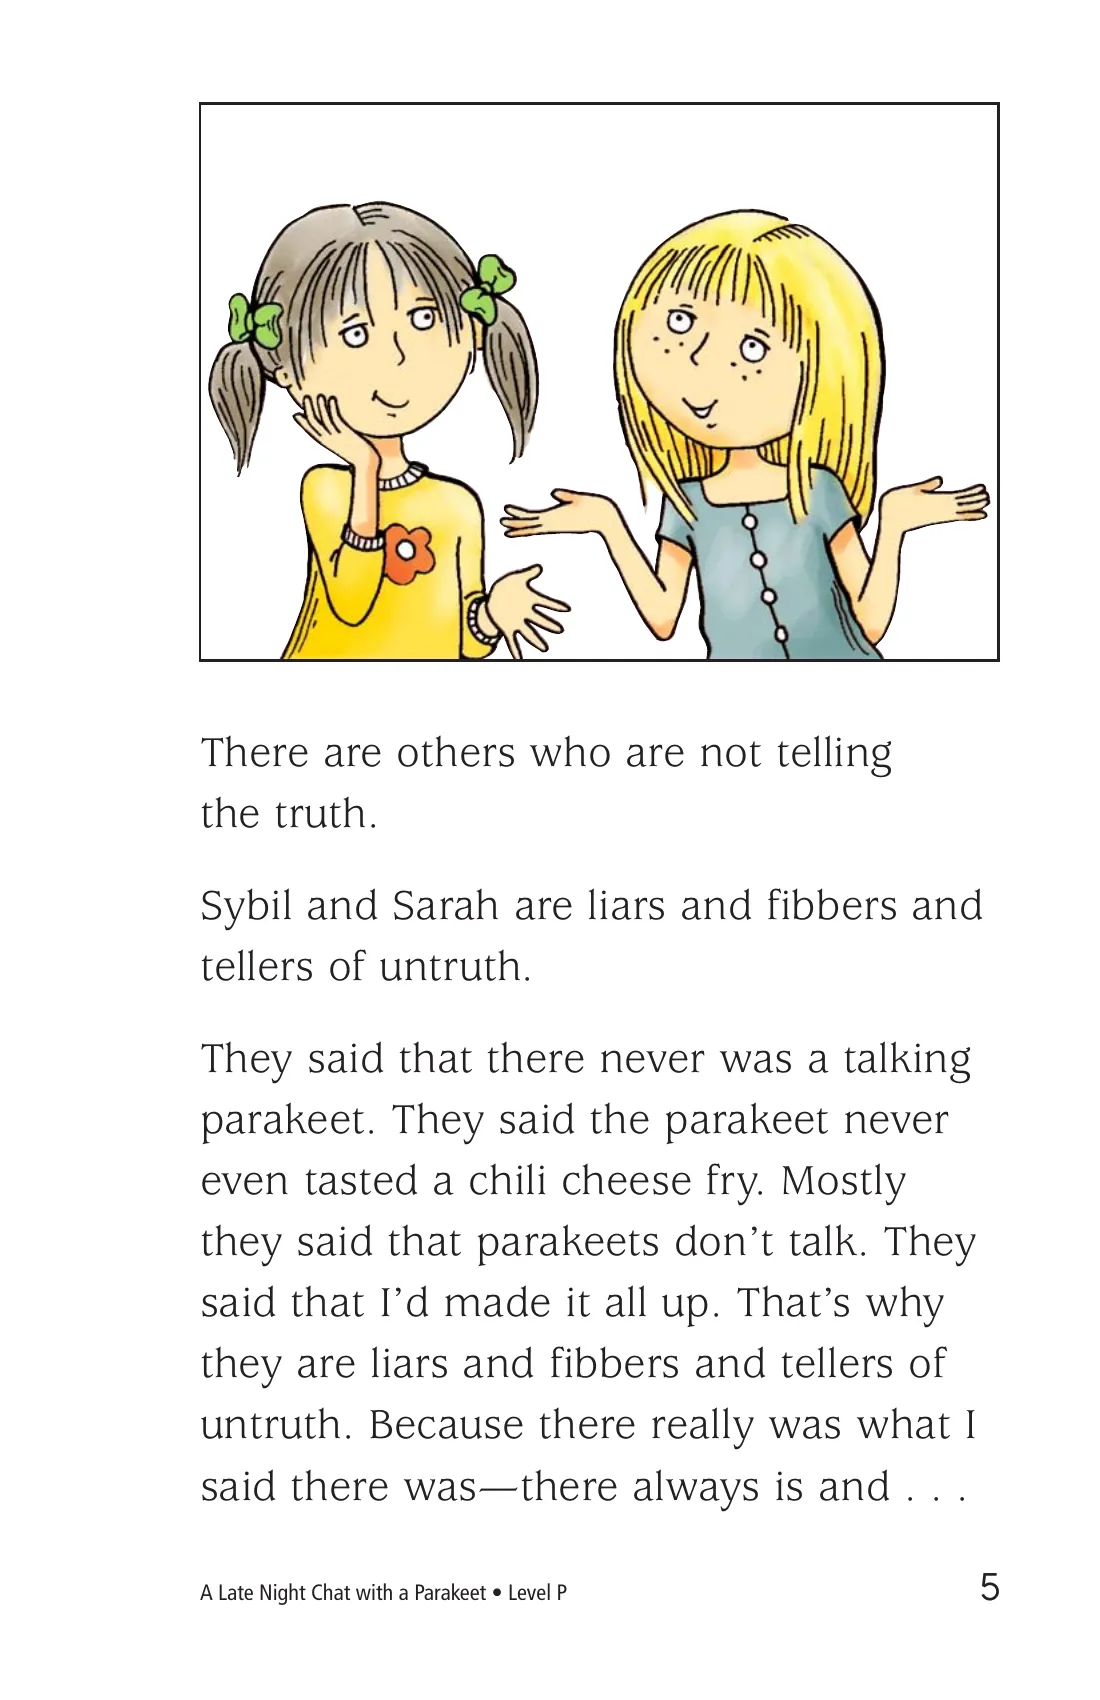 There are others who are not telling
the truth.
Sybil and Sarah are liars and fibbers and
tellers of untruth.
They said that there never was a talking
parakeet. They said the parakeet never
even tasted a chili cheese fry. Mostly
they said that parakeets don’t talk. They
said that I’d made it all up. That’s why
they are liars and fibbers and tellers of
untruth. Because there really was what I
said there was—there always is and . . .
A Late Night Chat with a Parakeet • Level P
5